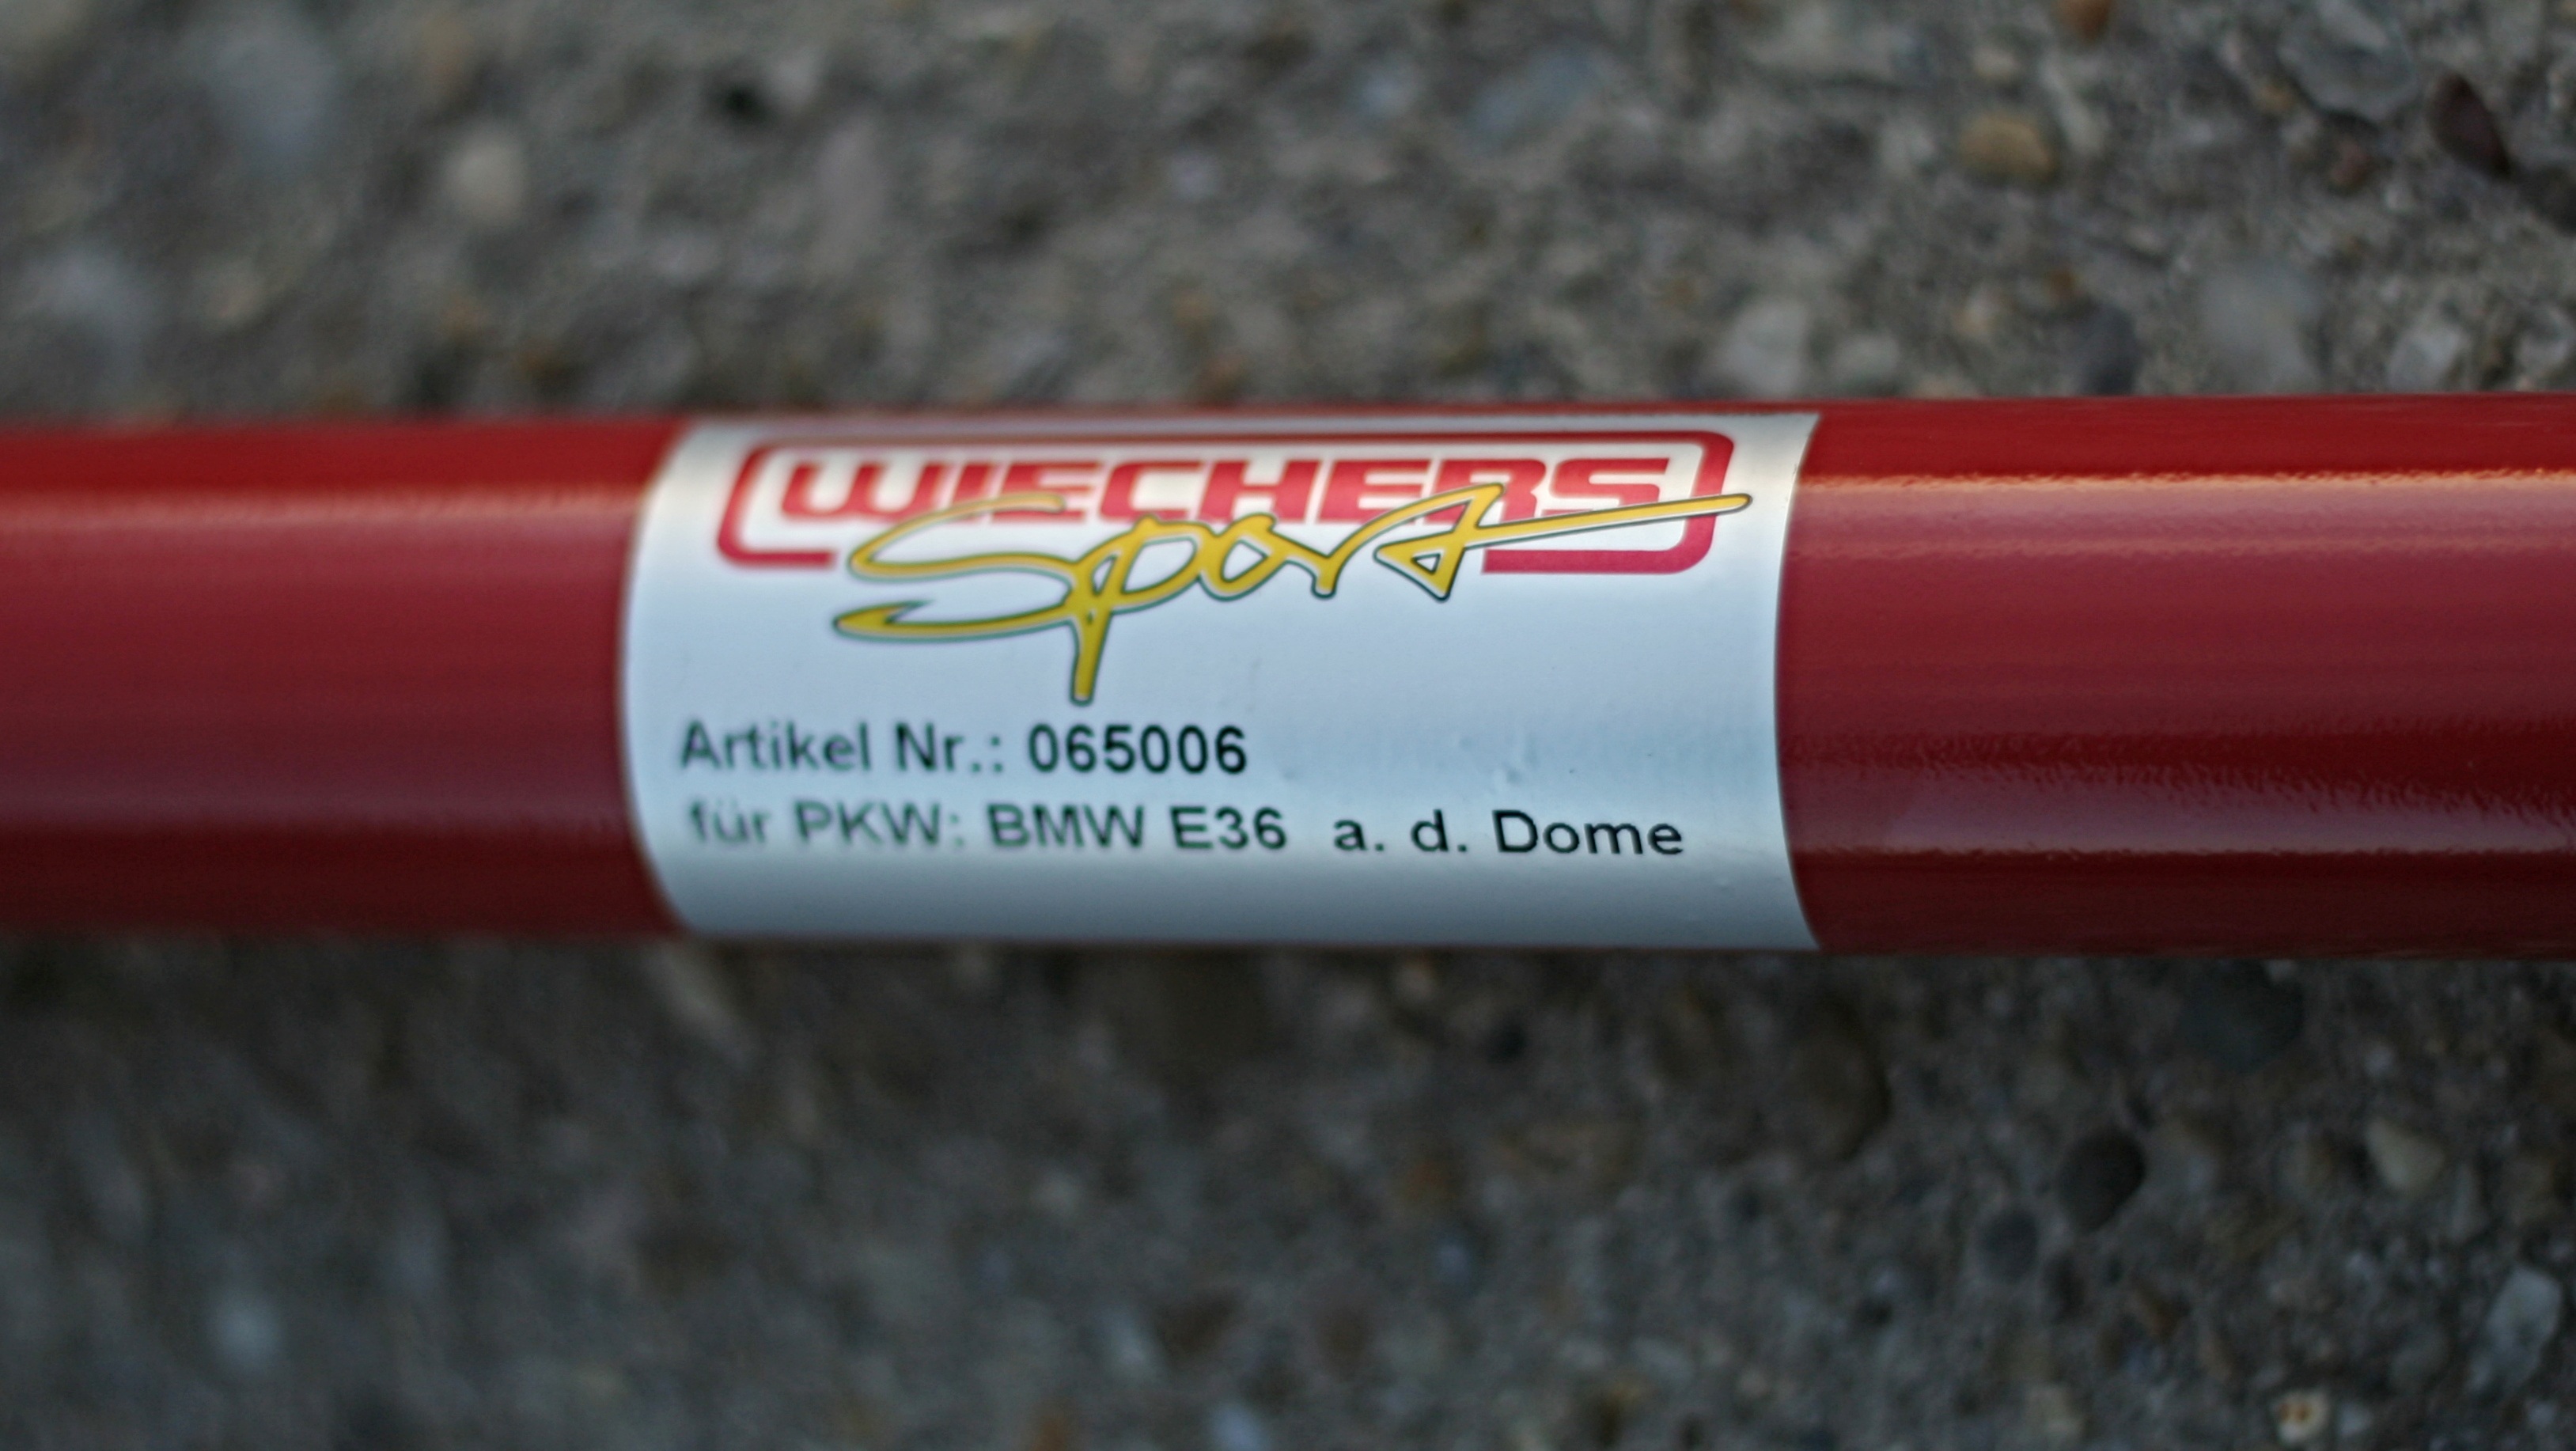 WIECHERS
Sport
Artikel Nr.: 065006
für PKW: BMW E36 a. d. Dome